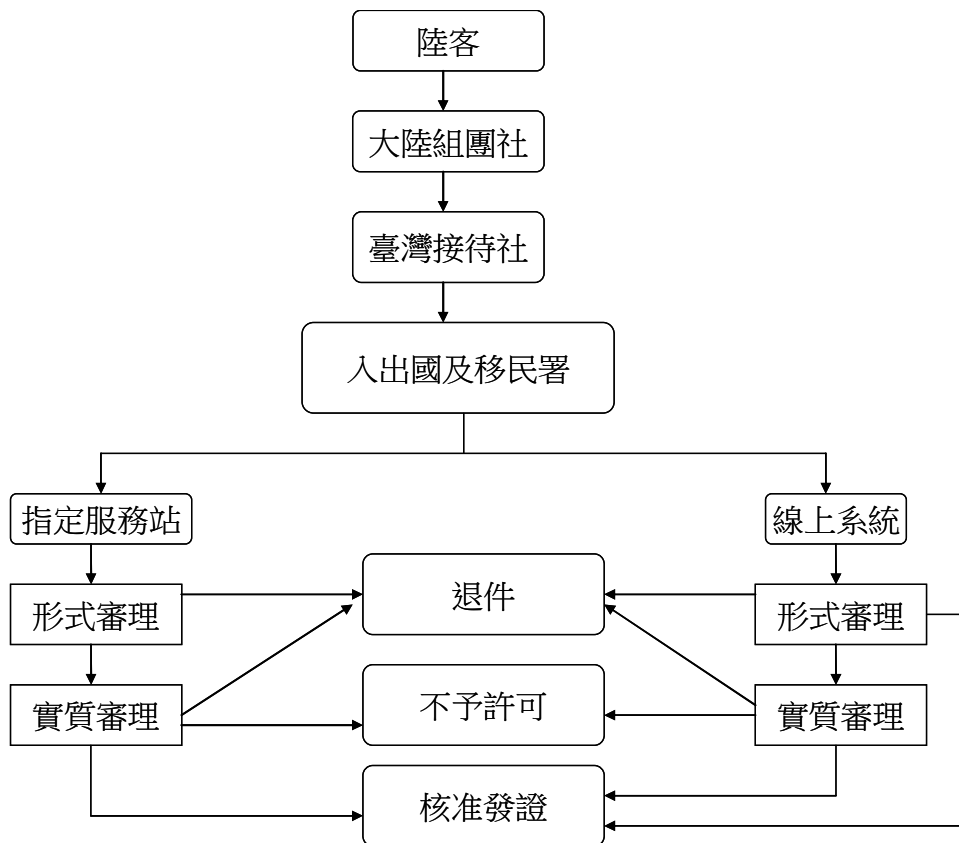 陸客
大陸組團社
臺灣接待社
入出國及移民署
指定服務站
線上系統
形式審理
退件
形式審理
實質審理
不予許可
實質審理
核准發證